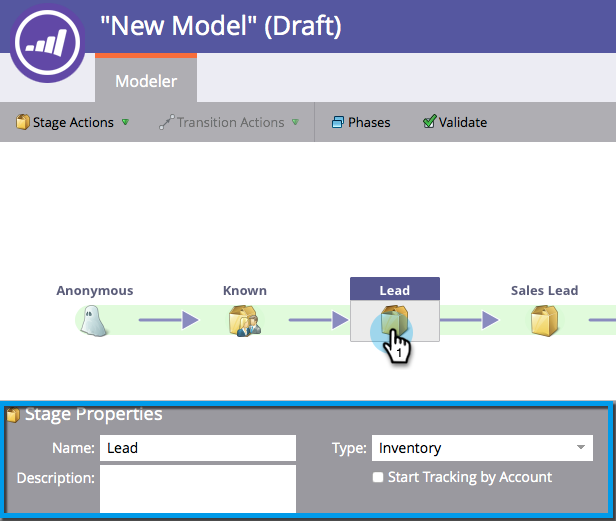 "New Model" (Draft)
Modeler
Stage Actions Transition Actions Phases Validate
Anonymous Known Lead Sales Lead
1
Stage Properties
Name: Lead Type: Inventory
Description: Start Tracking by Account